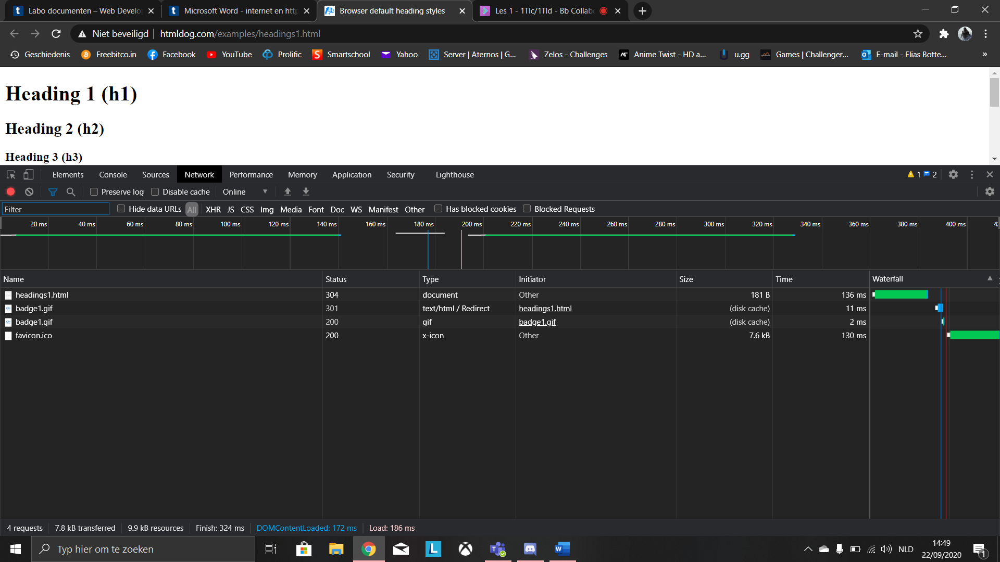 Labo documenten – Web Develo
Microsoft Word - internet en http
Browser default heading styles
Les 1 - 1TIc/1TId - Bb Collabo
Niet beveiligd | htmldog.com/examples/headings1.html
Geschiedenis Freebitco.in Facebook YouTube Prolific Smartschool Yahoo Server | Aternos | G... Zelos - Challenges Anime Twist - HD a... u.gg Games | Challenger... E-mail - Elias Botte... »
Heading 1 (h1)
Heading 2 (h2)
Heading 3 (h3)
Elements Console Sources Network Performance Memory Application Security Lighthouse 1 2
Preserve log Disable cache Online
Filter Hide data URLs All XHR JS CSS Img Media Font Doc WS Manifest Other Has blocked cookies Blocked Requests
20 ms 40 ms 60 ms 80 ms 100 ms 120 ms 140 ms 160 ms 180 ms 200 ms 220 ms 240 ms 260 ms 280 ms 300 ms 320 ms 340 ms 360 ms 380 ms 400 ms
Name Status Type Initiator Size Time Waterfall
headings1.html 304 document Other 181 B 136 ms
badge1.gif 301 text/html / Redirect headings1.html (disk cache) 11 ms
badge1.gif 200 gif badge1.gif (disk cache) 2 ms
favicon.ico 200 x-icon Other 7.6 kB 130 ms
4 requests 7.8 kB transferred 9.9 kB resources Finish: 324 ms DOMContentLoaded: 172 ms Load: 186 ms
Typ hier om te zoeken
NLD
14:49
22/09/2020
1